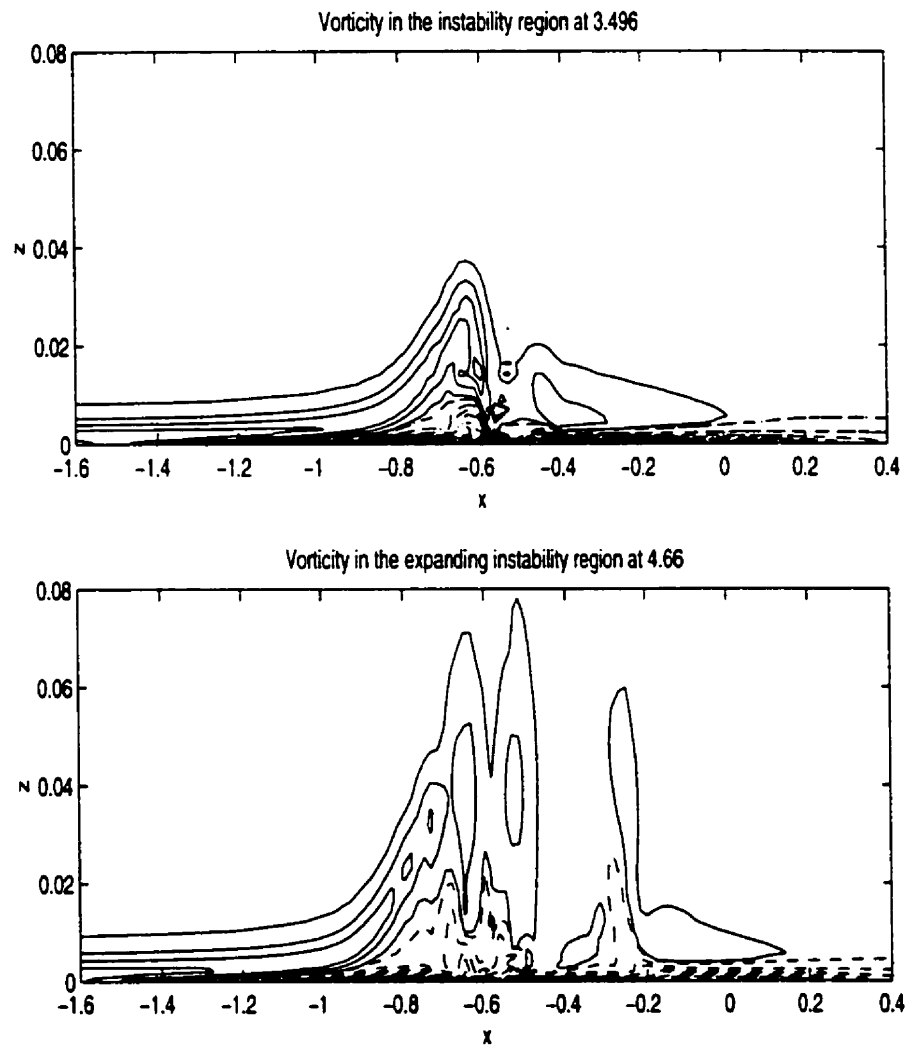 Vorticity in the instability region at 3.496
0.08
0.06
z 0.04
0.02
0
-1.6 -1.4 -1.2 -1 -0.8 -0.6 -0.4 -0.2 0 0.2 0.4
x
Vorticity in the expanding instability region at 4.66
0.08
0.06
z 0.04
0.02
0
-1.6 -1.4 -1.2 -1 -0.8 -0.6 -0.4 -0.2 0 0.2 0.4
x